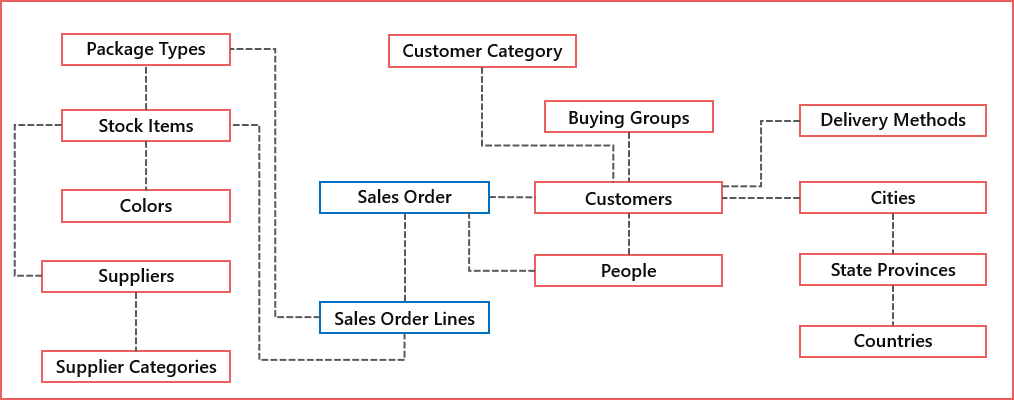 Package Types
Customer Category
Buying Groups
Delivery Methods
Stock Items
Sales Order
Customers
Cities
Colors
Suppliers
People
State Provinces
Sales Order Lines
Countries
Supplier Categories